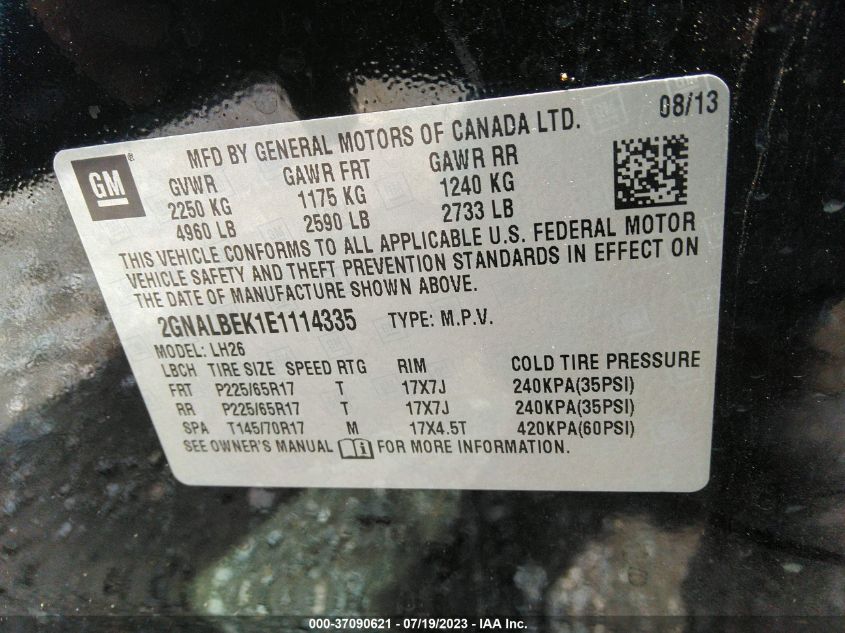 08/13
MFD BY GENERAL MOTORS OF CANADA LTD.
GM®
GVWR GAWR FRT GAWR RR
2250 KG 1175 KG 1240 KG
4960 LB 2590 LB 2733 LB
THIS VEHICLE CONFORMS TO ALL APPLICABLE U.S. FEDERAL MOTOR
VEHICLE SAFETY AND THEFT PREVENTION STANDARDS IN EFFECT ON
THE DATE OF MANUFACTURE SHOWN ABOVE.
2GNALBEK1E1114335 TYPE: M.P.V.
MODEL: LH26
LBCH TIRE SIZE SPEED RTG RIM COLD TIRE PRESSURE
FRT P225/65R17 T 17X7J 240KPA(35PSI)
RR P225/65R17 T 17X7J 240KPA(35PSI)
SPA T145/70R17 M 17X4.5T 420KPA(60PSI)
SEE OWNER'S MANUAL FOR MORE INFORMATION.
000-37090621 - 07/19/2023 - IAA Inc.